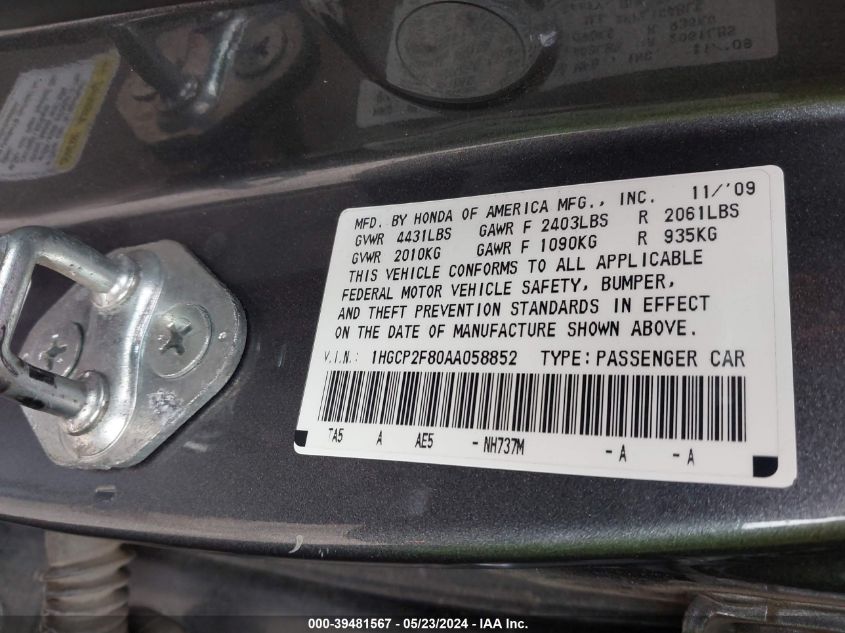 MFD. BY HONDA OF AMERICA MFG., INC. 11/'09
GVWR 4431LBS GAWR F 2403LBS R 2061LBS
GVWR 2010KG GAWR F 1090KG R 935KG
THIS VEHICLE CONFORMS TO ALL APPLICABLE
FEDERAL MOTOR VEHICLE SAFETY, BUMPER,
AND THEFT PREVENTION STANDARDS IN EFFECT
ON THE DATE OF MANUFACTURE SHOWN ABOVE.
V.I.N.: 1HGCP2F80AA058852 TYPE: PASSENGER CAR
TA5 A AE5 - NH737M - A - A
000-39481567 - 05/23/2024 - IAAI, Inc.